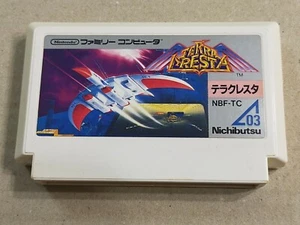 Nintendo ファミリーコンピュータ
TERRA CRESTA
TM
テラクレスタ
NBF-TC
03
Nichibutsu